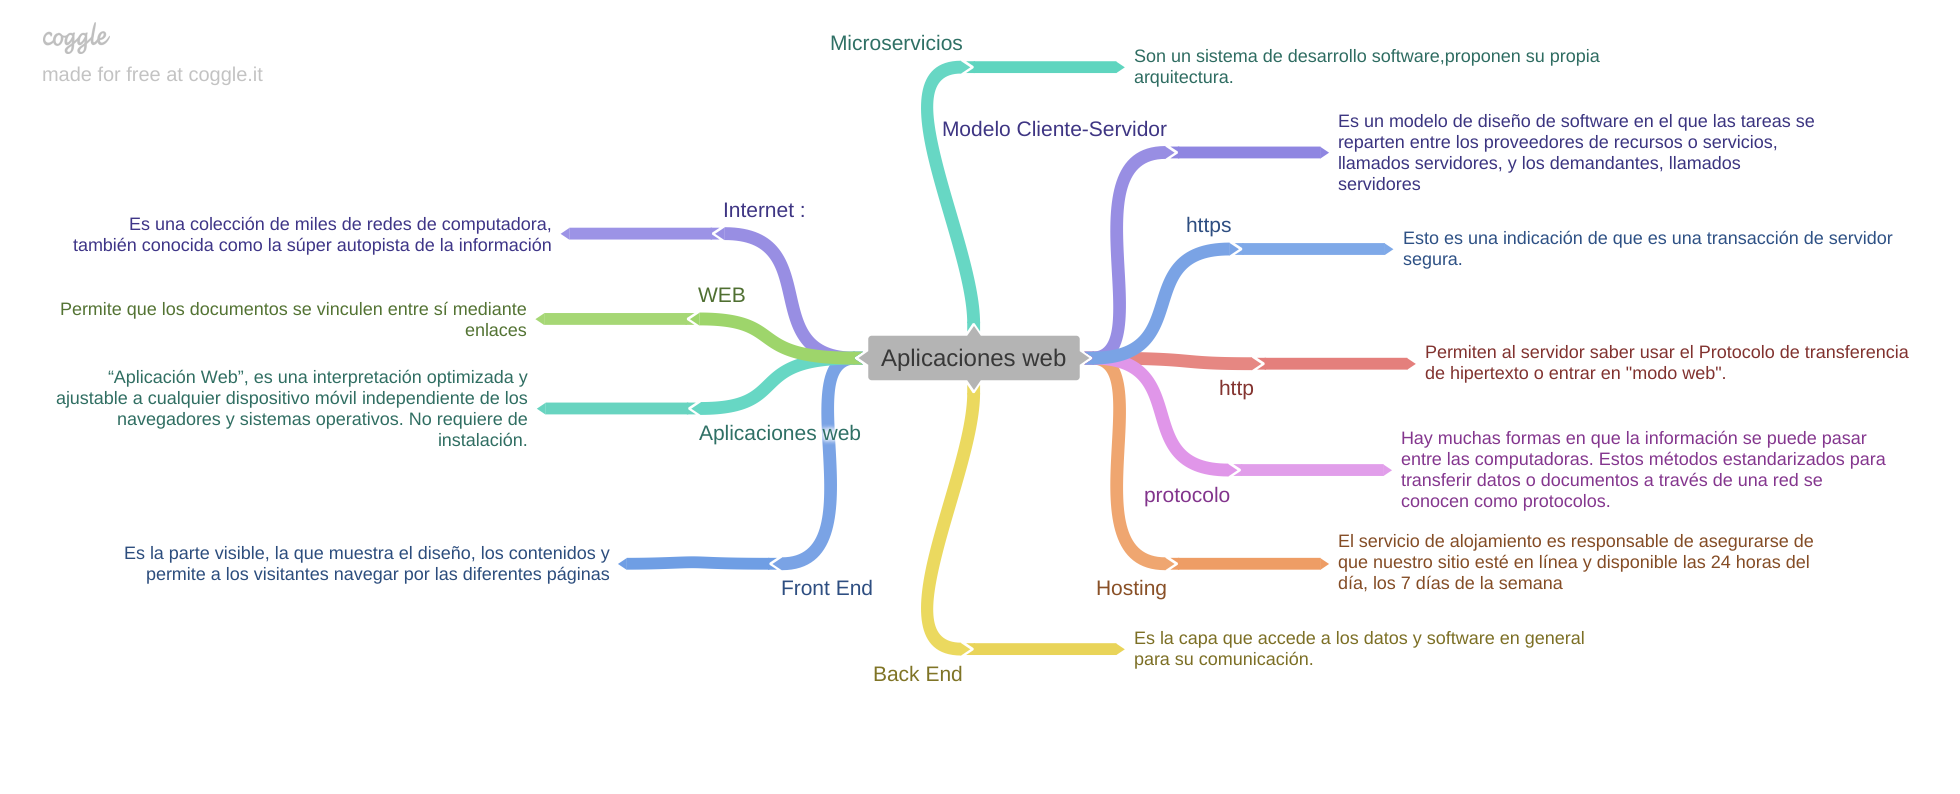 coggle
made for free at coggle.it
Microservicios
Son un sistema de desarrollo software,proponen su propia
arquitectura.
Modelo Cliente-Servidor
Es un modelo de diseño de software en el que las tareas se
reparten entre los proveedores de recursos o servicios,
llamados servidores, y los demandantes, llamados
servidores
https
Esto es una indicación de que es una transacción de servidor
segura.
http
Permiten al servidor saber usar el Protocolo de transferencia
de hipertexto o entrar en "modo web".
protocolo
Hay muchas formas en que la información se puede pasar
entre las computadoras. Estos métodos estandarizados para
transferir datos o documentos a través de una red se
conocen como protocolos.
Hosting
El servicio de alojamiento es responsable de asegurarse de
que nuestro sitio esté en línea y disponible las 24 horas del
día, los 7 días de la semana
Back End
Es la capa que accede a los datos y software en general
para su comunicación.
Aplicaciones web
Internet :
Es una colección de miles de redes de computadora,
también conocida como la súper autopista de la información
WEB
Permite que los documentos se vinculen entre sí mediante
enlaces
Aplicaciones web
“Aplicación Web”, es una interpretación optimizada y
ajustable a cualquier dispositivo móvil independiente de los
navegadores y sistemas operativos. No requiere de
instalación.
Front End
Es la parte visible, la que muestra el diseño, los contenidos y
permite a los visitantes navegar por las diferentes páginas